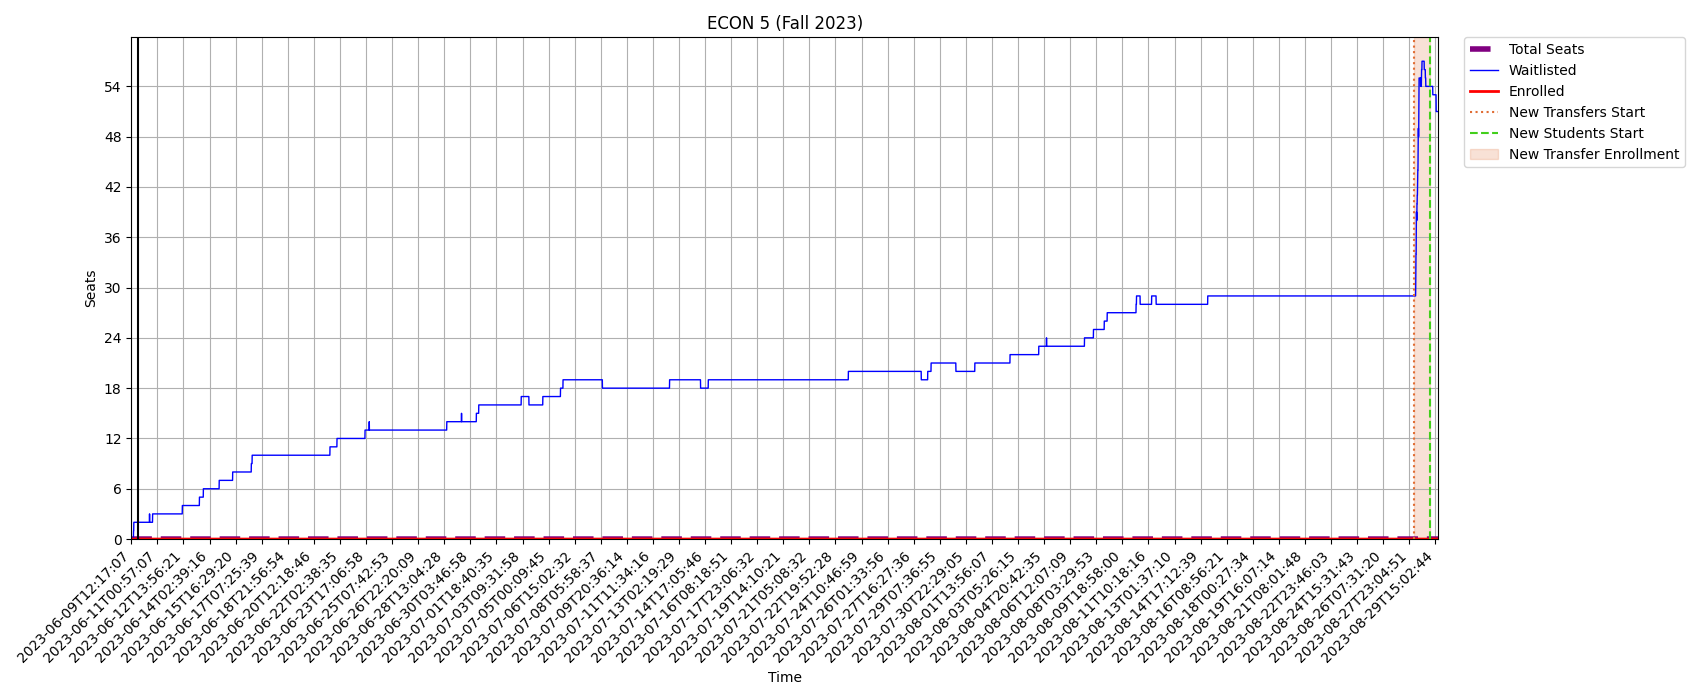 ECON 5 (Fall 2023)
Total Seats
Waitlisted
Enrolled
New Transfers Start
New Students Start
New Transfer Enrollment
Seats
54
48
42
36
30
24
18
12
6
0
2023-06-09T12:17:07
2023-06-11T00:57:07
2023-06-12T13:56:21
2023-06-14T02:39:16
2023-06-15T16:29:20
2023-06-17T07:25:39
2023-06-18T21:56:54
2023-06-20T12:18:46
2023-06-22T02:38:35
2023-06-23T17:06:58
2023-06-25T07:42:53
2023-06-26T22:20:09
2023-06-28T13:04:28
2023-06-30T03:46:58
2023-07-01T18:40:35
2023-07-03T09:31:58
2023-07-05T00:09:45
2023-07-06T15:02:32
2023-07-08T05:58:37
2023-07-09T20:36:14
2023-07-11T11:34:16
2023-07-13T02:19:29
2023-07-14T17:05:46
2023-07-16T08:18:51
2023-07-17T23:06:32
2023-07-19T14:10:21
2023-07-21T05:08:32
2023-07-22T19:52:28
2023-07-24T10:46:59
2023-07-26T01:33:56
2023-07-27T16:27:36
2023-07-29T07:36:55
2023-07-30T22:29:05
2023-08-01T13:56:07
2023-08-03T05:26:15
2023-08-04T20:42:35
2023-08-06T12:07:09
2023-08-08T03:29:53
2023-08-09T18:58:00
2023-08-11T10:18:16
2023-08-13T01:37:10
2023-08-14T17:12:39
2023-08-16T08:56:21
2023-08-18T00:27:34
2023-08-19T16:07:14
2023-08-21T08:01:48
2023-08-22T23:46:03
2023-08-24T15:31:43
2023-08-26T07:31:20
2023-08-27T23:04:51
2023-08-29T15:02:44
Time